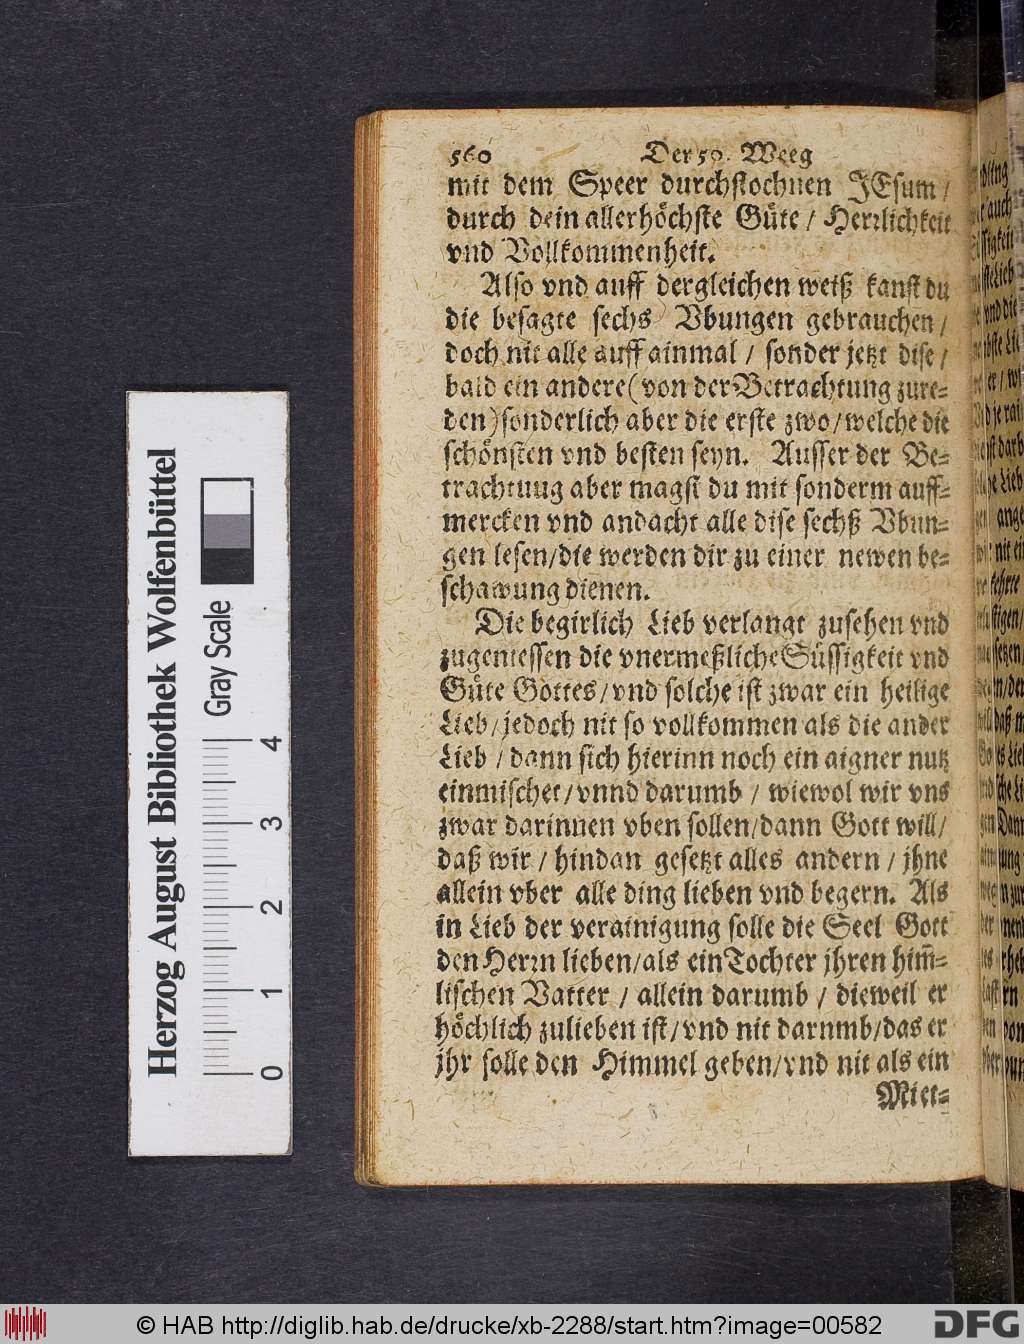 560 Der 50. Weeg
mit dem Speer durchstochnen JEsum /
durch dein allerhöchste Güte / Herrlichkeit
vnd Vollkommenheit.
Also vnd auff dergleichen weiß kanst du
die besagte sechs Vbungen gebrauchen /
doch nit alle auff ainmal / sonder jetzt dise /
bald ein andere (von der Betrachtung zure-
den) sonderlich aber die erste zwo / welche die
schönsten vnd besten seyn. Ausser der Be-
trachtung aber magst du mit sonderm auff-
mercken vnd andacht alle dise sechß Vbun-
gen lesen / die werden dir zu einer newen be-
schawung dienen.
Die begirlich Lieb verlangt zusehen vnd
zugeniessen die vnermeßliche Süssigkeit vnd
Güte Gottes / vnd solche ist zwar ein heilige
Lieb / jedoch nit so vollkommen als die ander
Lieb / dann sich hierinn noch ein aigner nutz
einmischet / vnnd darumb / wiewol wir vns
zwar darinnen vben sollen / dann Gott will /
daß wir / hindan gesetzt alles andern / jhne
allein vber alle ding lieben vnd begern. Als
in Lieb der verainigung solle die Seel Gott
den Herrn lieben / als ein Tochter jhren him̄-
lischen Vatter / allein darumb / dieweil er
höchlich zulieben ist / vnd nit darnmb / das er
jhr solle den Himmel geben / vnd nit als ein
Miet-
Herzog August Bibliothek Wolfenbüttel
Gray Scale
0 1 2 3 4
© HAB http://diglib.hab.de/drucke/xb-2288/start.htm?image=00582
DFG